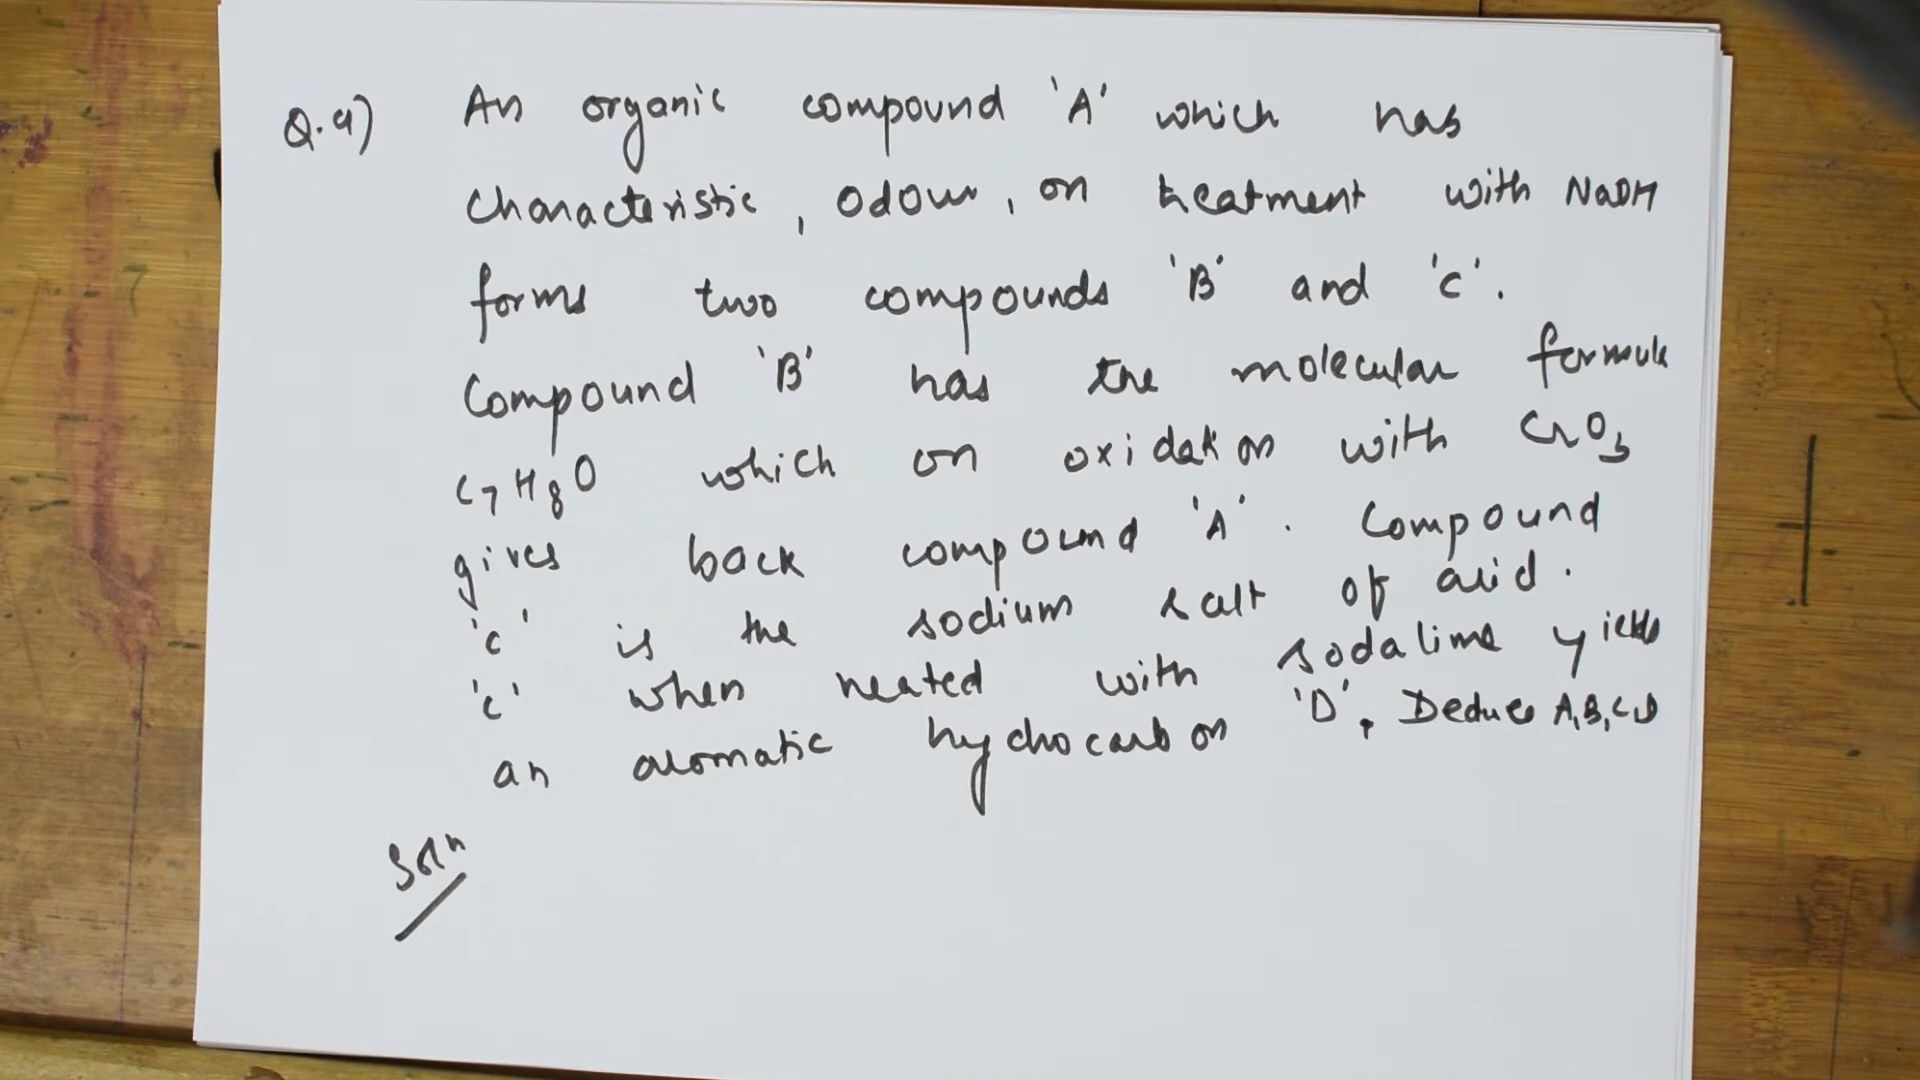 Q.9) An organic compound 'A' which has
characteristic, odour, on treatment with NaOH
forms two compounds 'B' and 'C'.
Compound 'B' has the molecular formula
C₇H₈O which on oxidation with CrO₃
gives back compound 'A'. Compound
'C' is the sodium salt of acid.
'C' when heated with sodalime yields
an aromatic hydrocarbon 'D'. Deduce A,B,C,D
Solⁿ